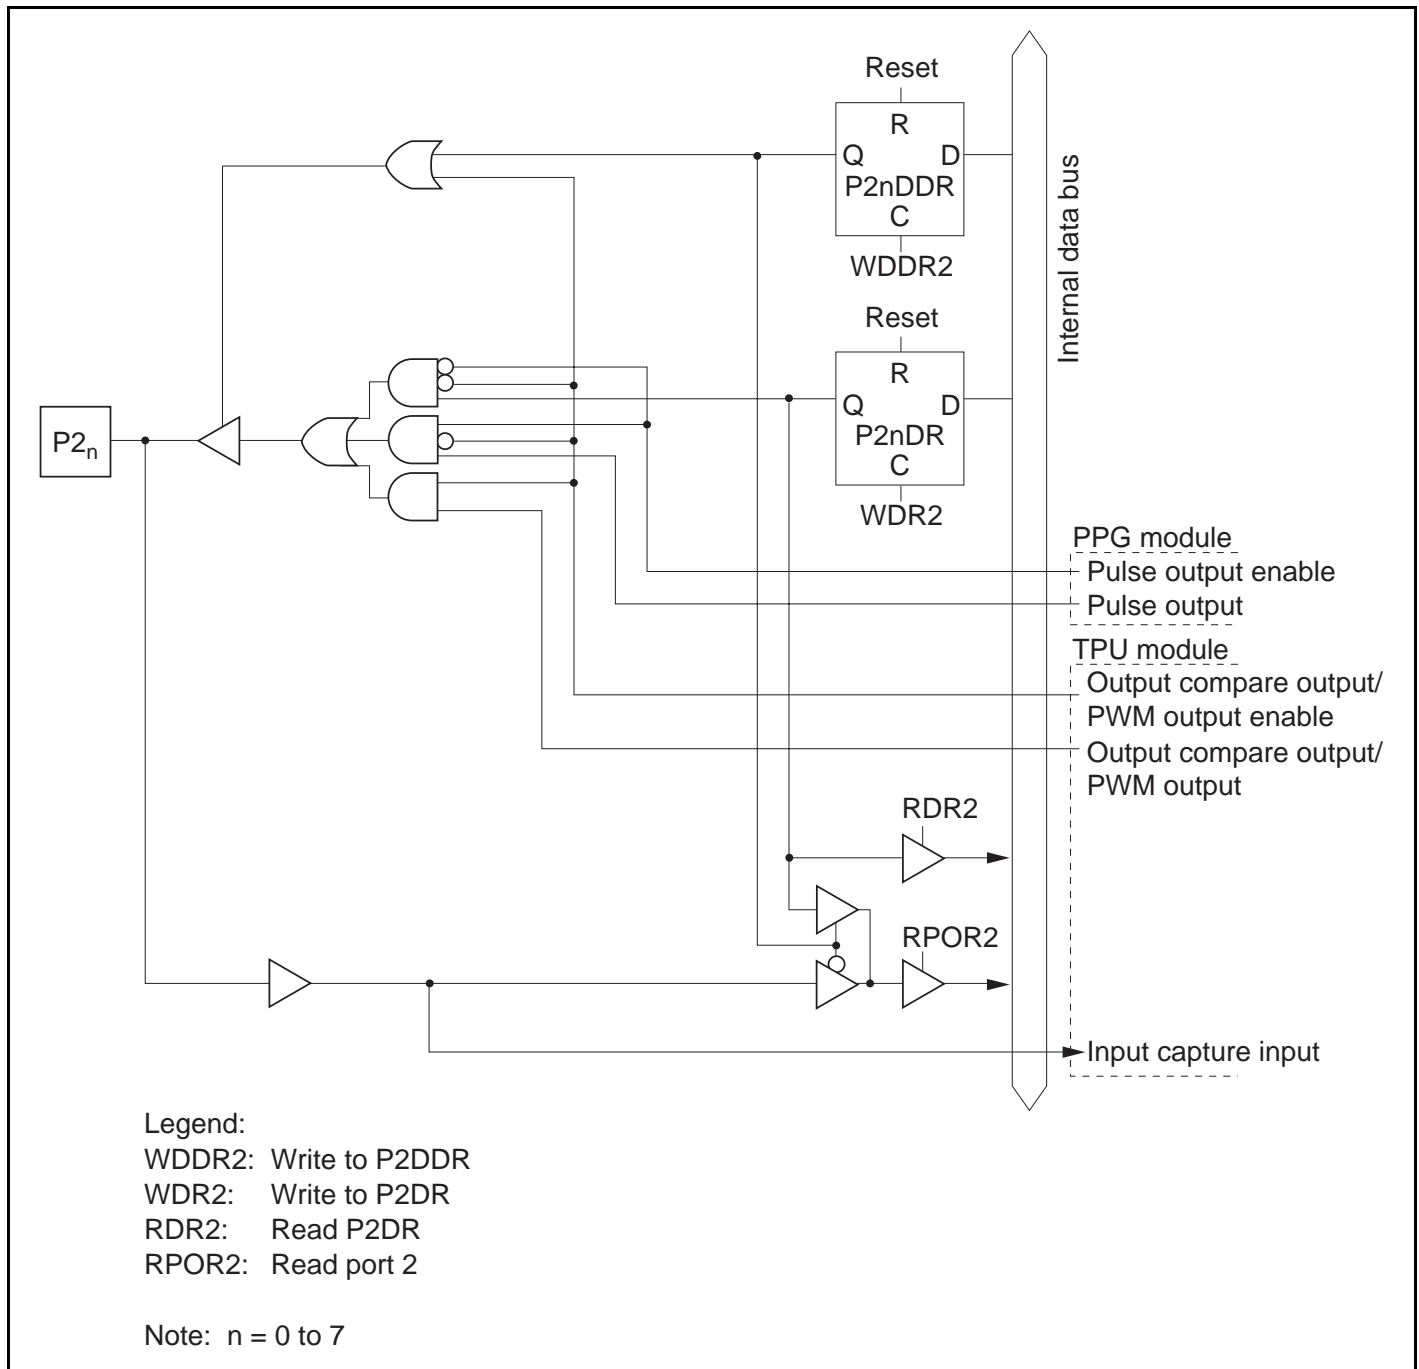 Reset
R
Q D
P2nDDR
C
WDDR2
Internal data bus
Reset
R
Q D
P2nDR
C
WDR2
P2n
PPG module
Pulse output enable
Pulse output
TPU module
Output compare output/
PWM output enable
Output compare output/
PWM output
RDR2
RPOR2
Input capture input
Legend:
WDDR2: Write to P2DDR
WDR2: Write to P2DR
RDR2: Read P2DR
RPOR2: Read port 2
Note: n = 0 to 7